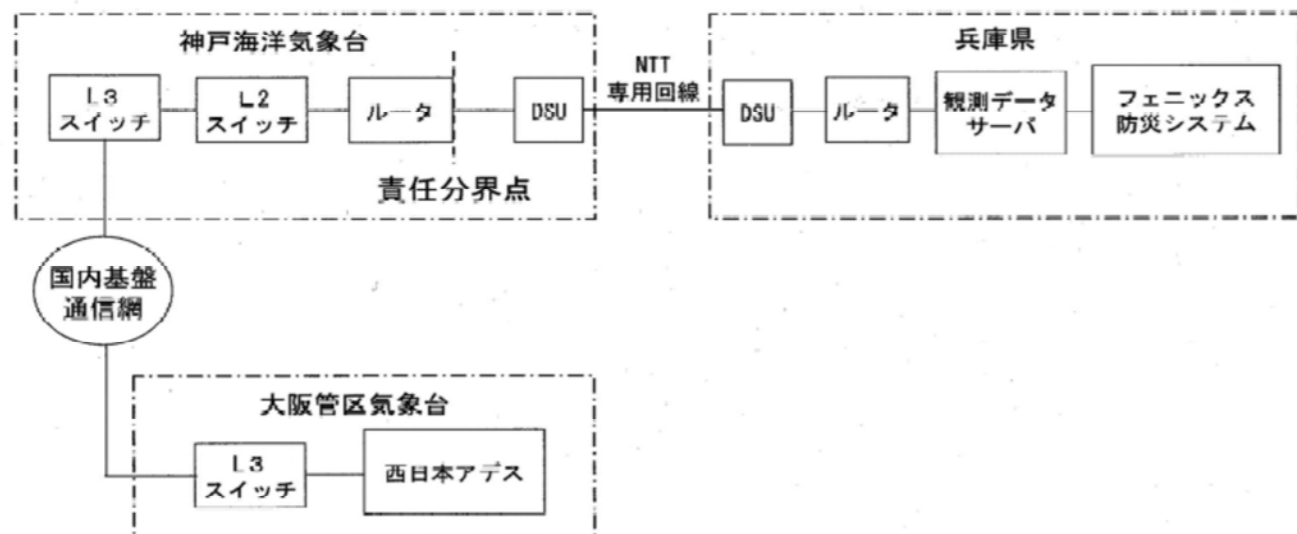 神戸海洋気象台
L3
スイッチ
L2
スイッチ
ルータ
DSU
責任分界点
NTT
専用回線
兵庫県
DSU
ルータ
観測データ
サーバ
フェニックス
防災システム
国内基盤
通信網
大阪管区気象台
L3
スイッチ
西日本アデス